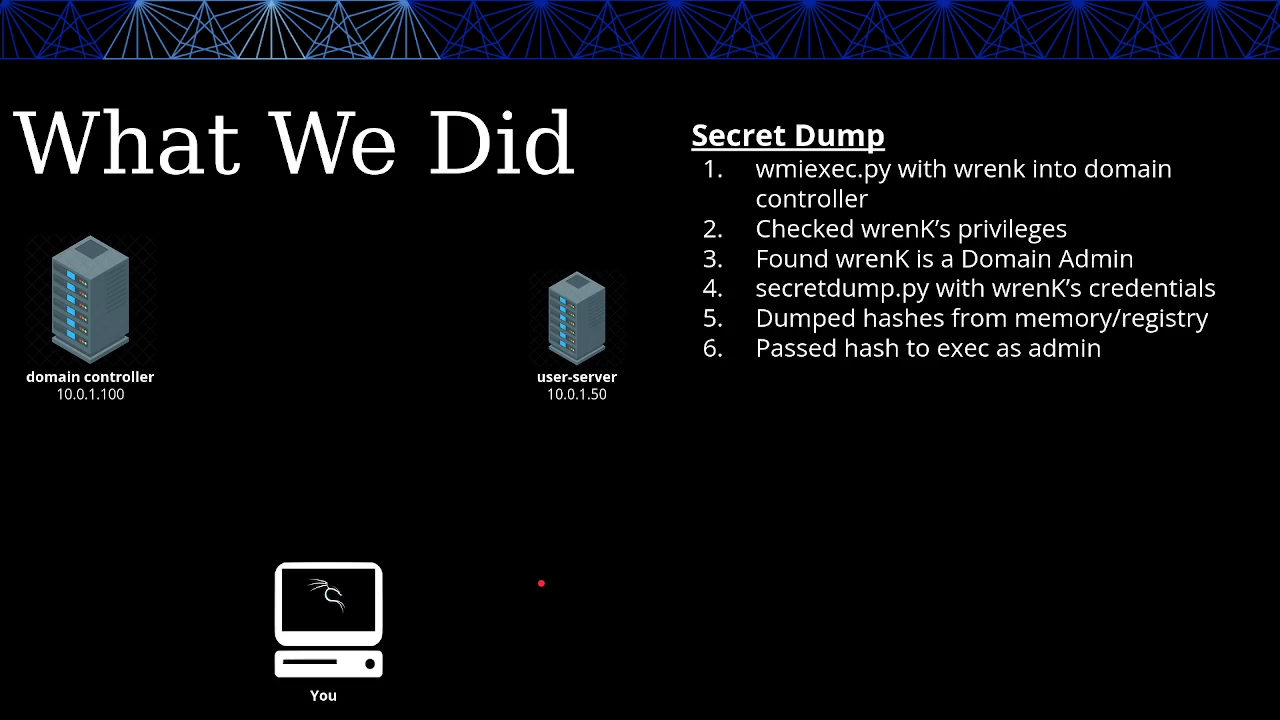 What We Did
Secret Dump
1. wmiexec.py with wrenk into domain
controller
2. Checked wrenK’s privileges
3. Found wrenK is a Domain Admin
4. secretdump.py with wrenK’s credentials
5. Dumped hashes from memory/registry
6. Passed hash to exec as admin
domain controller
10.0.1.100
user-server
10.0.1.50
You